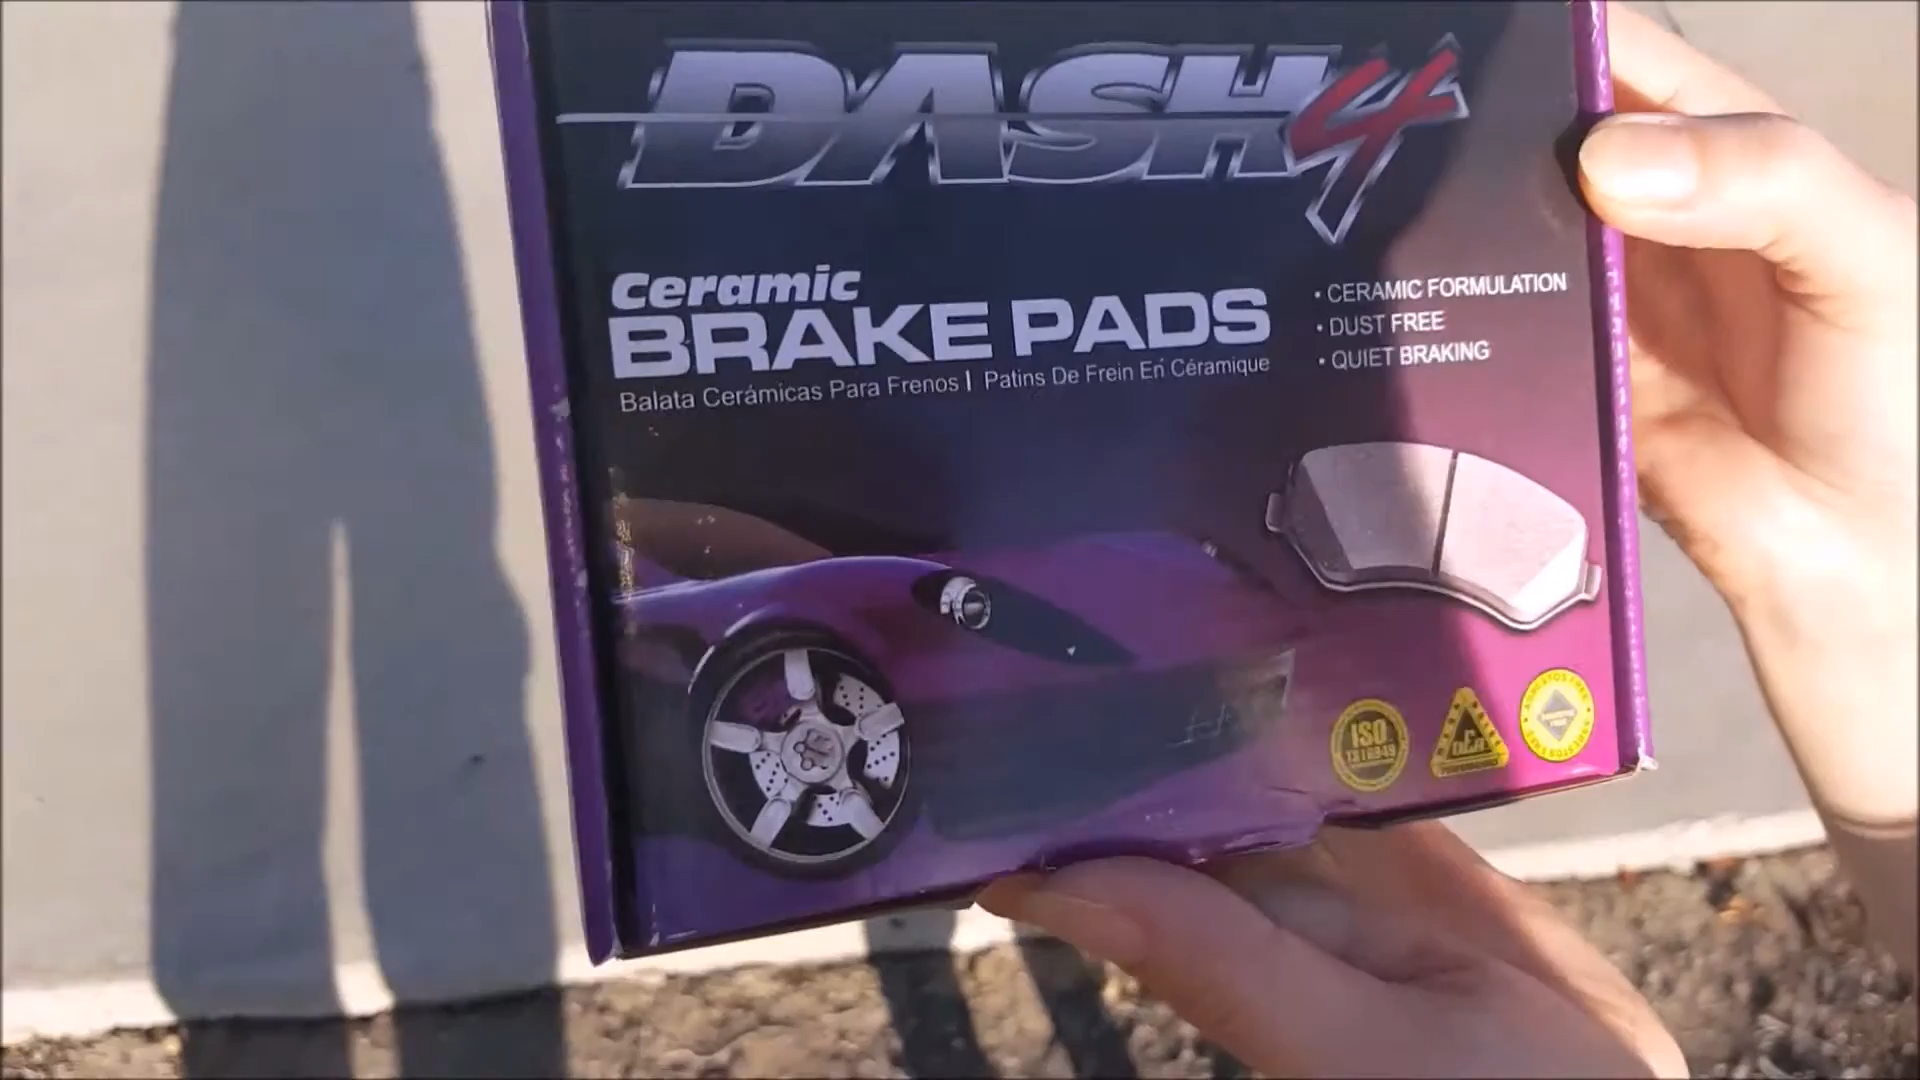 DASH4
Ceramic
BRAKE PADS
Balata Cerámicas Para Frenos | Patins De Frein En Céramique
• CERAMIC FORMULATION
• DUST FREE
• QUIET BRAKING
ISO
TS16949